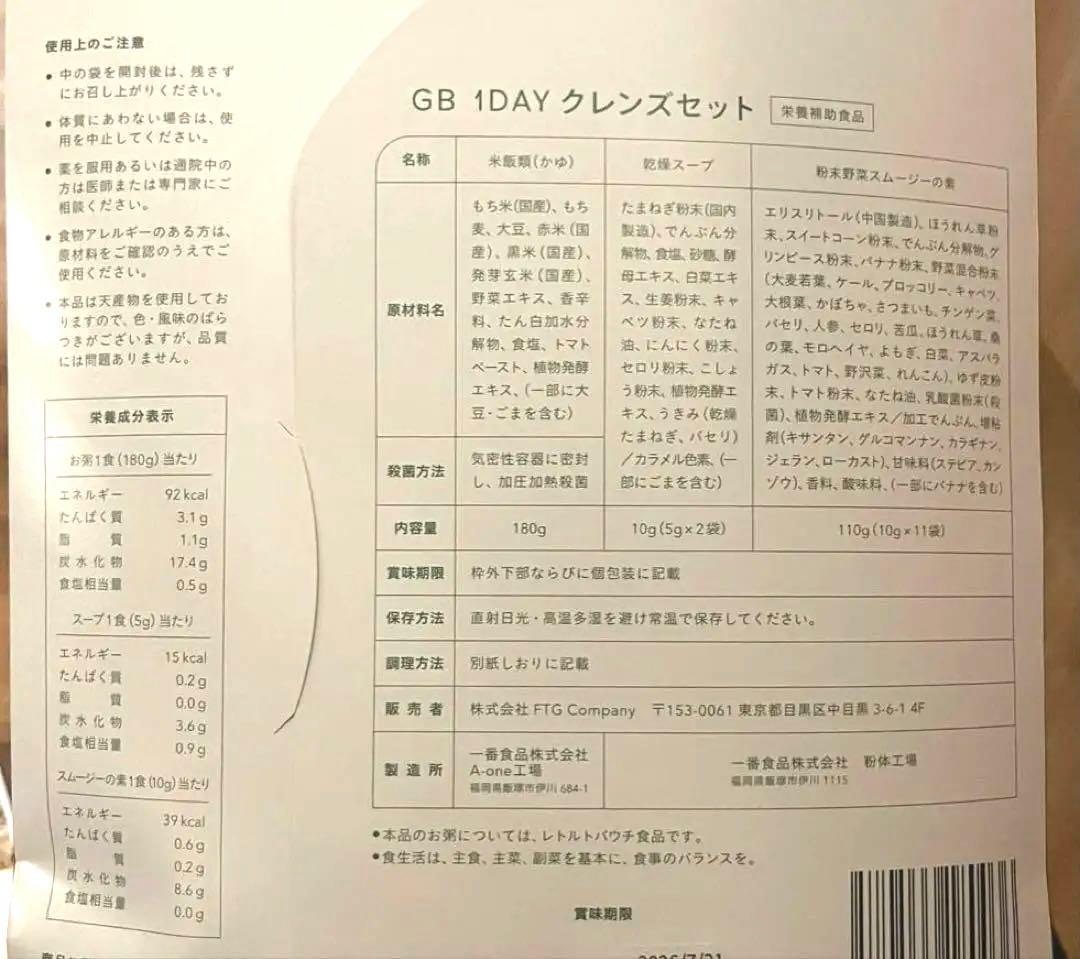 使用上のご注意
● 中の袋を開封後は、残さず
にお召し上がりください。
● 体質にあわない場合は、使
用を中止してください。
● 薬を服用あるいは通院中の
方は医師または専門家にご
相談ください。
● 食物アレルギーのある方は、
原材料をご確認のうえでご
使用ください。
● 本品は天産物を使用してお
りますので、色・風味のばら
つきがございますが、品質
には問題ありません。
栄養成分表示
お粥1食(180g)当たり
エネルギー 92kcal
たんぱく質 3.1g
脂質 1.1g
炭水化物 17.4g
食塩相当量 0.5g
スープ1食(5g)当たり
エネルギー 15kcal
たんぱく質 0.2g
脂質 0.0g
炭水化物 3.6g
食塩相当量 0.9g
スムージーの素1食(10g)当たり
エネルギー 39kcal
たんぱく質 0.6g
脂質 0.2g
炭水化物 8.6g
食塩相当量 0.0g
GB 1DAY クレンズセット 栄養補助食品
名称 米飯類(かゆ) 乾燥スープ 粉末野菜スムージーの素
原材料名
もち米(国産)、もち
麦、大豆、赤米(国
産)、黒米(国産)、
発芽玄米(国産)、
野菜エキス、香辛
料、たん白加水分
解物、食塩、トマト
ペースト、植物発酵
エキス、(一部に大
豆・ごまを含む)
たまねぎ粉末(国内
製造)、でんぷん分
解物、食塩、砂糖、酵
母エキス、白菜エキ
ス、生姜粉末、キャ
ベツ粉末、なたね
油、にんにく粉末、
セロリ粉末、こしょ
う粉末、植物発酵エ
キス、うきみ(乾燥
たまねぎ、パセリ)
/カラメル色素、(一
部にごまを含む)
エリスリトール(中国製造)、ほうれん草粉
末、スイートコーン粉末、でんぷん分解物、グ
リンピース粉末、バナナ粉末、野菜混合粉末
(大麦若葉、ケール、ブロッコリー、キャベツ、
大根葉、かぼちゃ、さつまいも、チンゲン菜、
パセリ、人参、セロリ、苦瓜、ほうれん草、桑
の葉、モロヘイヤ、よもぎ、白菜、アスパラ
ガス、トマト、野沢菜、れんこん)、ゆず皮粉
末、トマト粉末、なたね油、乳酸菌粉末(殺
菌)、植物発酵エキス/加工でんぷん、増粘
剤(キサンタン、グルコマンナン、カラギナン、
ジェラン、ローカスト)、甘味料(ステビア、カン
ゾウ)、香料、酸味料、(一部にバナナを含む)
殺菌方法 気密性容器に密封
し、加圧加熱殺菌
内容量 180g 10g(5g×2袋) 110g(10g×11袋)
賞味期限 枠外下部ならびに個包装に記載
保存方法 直射日光・高温多湿を避け常温で保存してください。
調理方法 別紙しおりに記載
販売者 株式会社 FTG Company 〒153-0061 東京都目黒区中目黒 3-6-1 4F
製造所
一番食品株式会社
A-one工場
福岡県飯塚市伊川 684-1
一番食品株式会社 粉体工場
福岡県飯塚市伊川 1115
●本品のお粥については、レトルトパウチ食品です。
●食生活は、主食、主菜、副菜を基本に、食事のバランスを。
賞味期限